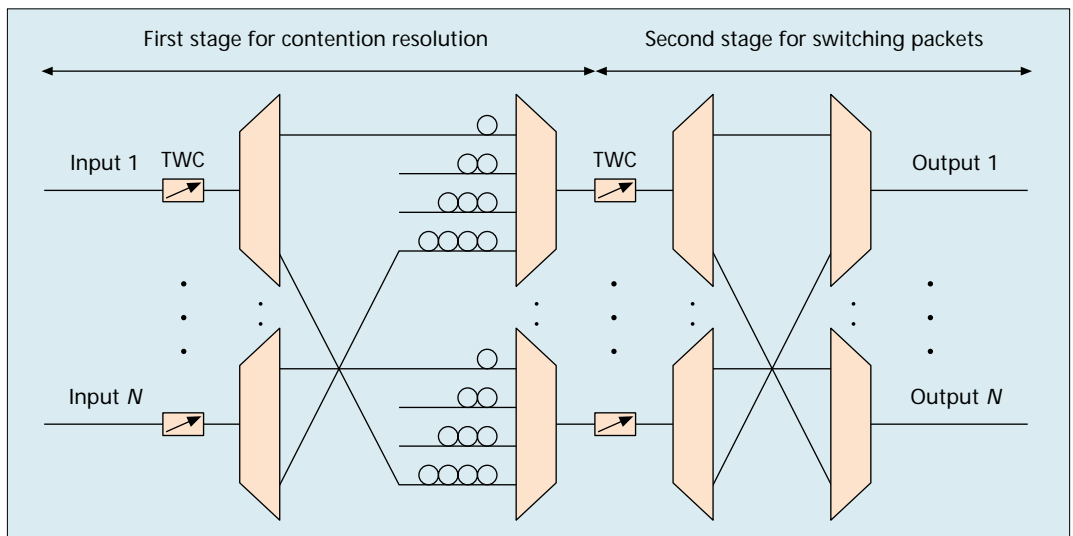 First stage for contention resolution
Second stage for switching packets
Input 1
TWC
TWC
Output 1
Input N
Output N